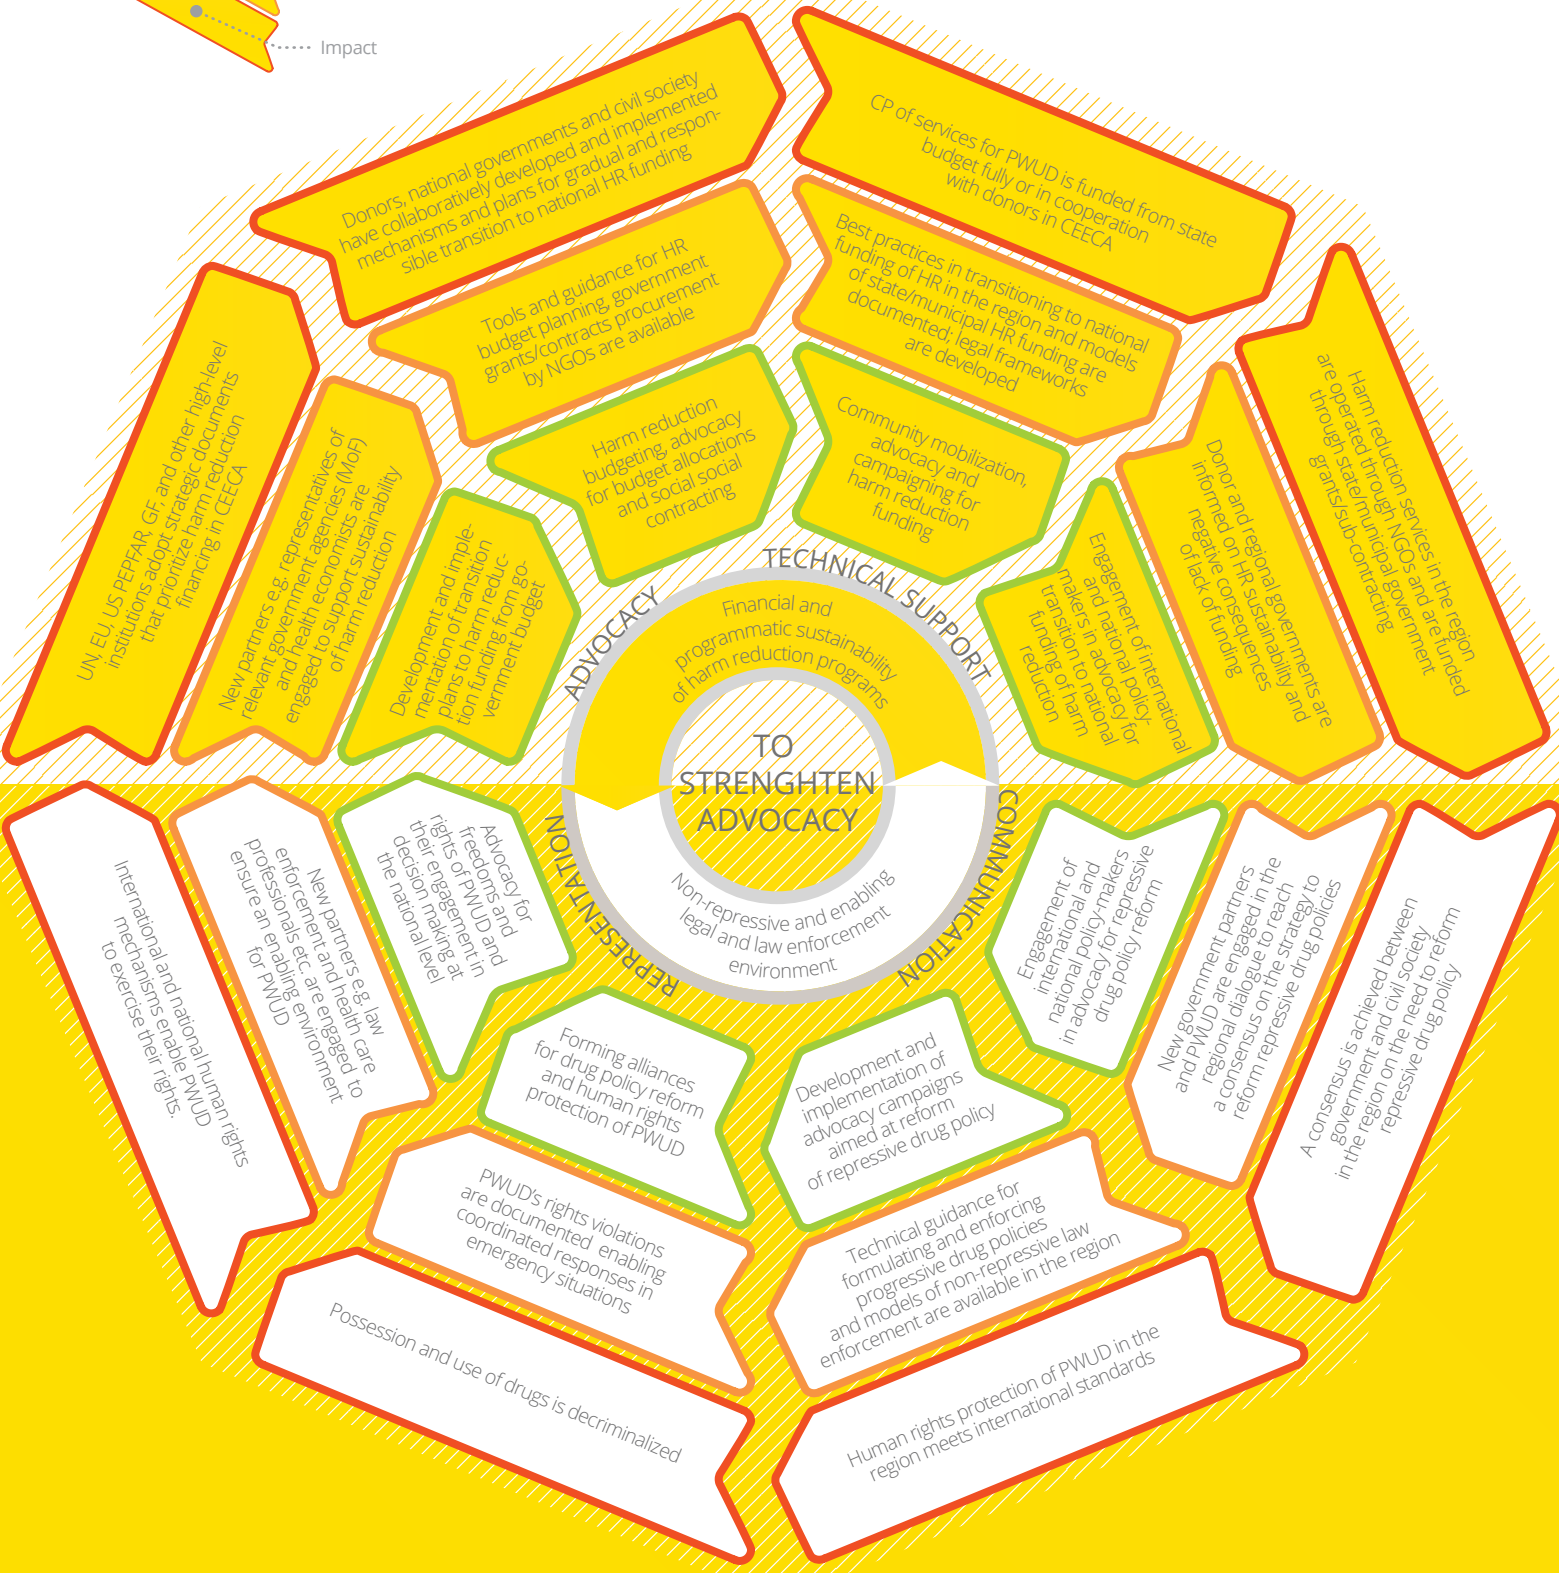 Impact
Donors, national governments and civil society
have collaboratively developed and implemented
mechanisms and plans for gradual and respon-
sible transition to national HR funding
CP of services for PWUD is funded from state
budget fully or in cooperation
with donors in CEECA
Tools and guidance for HR
budget planning, government
grants/contracts procurement
by NGOs are available
Best practices in transitioning to national
funding of HR in the region and models
of state/municipal HR funding are
documented; legal frameworks
are developed
Harm reduction
budgeting, advocacy
for budget allocations
and social social
contracting
Community mobilization,
advocacy and
campaigning for
harm reduction
funding
UN, EU, US PEPFAR, GF, and other high-level
institutions adopt strategic documents
that prioritize harm reduction
financing in CEECA
New partners e.g. representatives of
relevant government agencies (MoF)
and health economists are
engaged to support sustainability
of harm reduction
Development and imple-
mentation of transition
plans to harm reduc-
tion funding from go-
vernment budget
Engagement of international
and national policy-
makers in advocacy for
transition to national
funding of harm
reduction
Donor and regional governments are
informed on HR sustainability and
negative consequences
of lack of funding
Harm reduction services in the region
are operated through NGOs and are funded
through state/municipal government
grants/sub-contracting
ADVOCACY
TECHNICAL SUPPORT
Financial and
programmatic sustainability
of harm reduction programs
TO
STRENGHTEN
ADVOCACY
Non-repressive and enabling
legal and law enforcement
environment
REPRESENTATION
COMMUNICATION
International and national human rights
mechanisms enable PWUD
to exercise their rights.
New partners e.g. law
enforcement and health care
professionals etc. are engaged to
ensure an enabling environment
for PWUD
Advocacy for
freedoms and
rights of PWUD and
their engagement in
decision making at
the national level
Engagement of
international and
national policy-makers
in advocacy for repressive
drug policy reform
New government partners
and PWUD are engaged in the
regional dialogue to reach
a consensus on the strategy to
reform repressive drug policies
A consensus is achieved between
government and civil society
in the region on the need to reform
repressive drug policy
Forming alliances
for drug policy reform
and human rights
protection of PWUD
Development and
implementation of
advocacy campaigns
aimed at reform
of repressive drug policy
PWUD's rights violations
are documented enabling
coordinated responses in
emergency situations
Technical guidance for
formulating and enforcing
progressive drug policies
and models of non-repressive law
enforcement are available in the region
Possession and use of drugs is decriminalized
Human rights protection of PWUD in the
region meets international standards